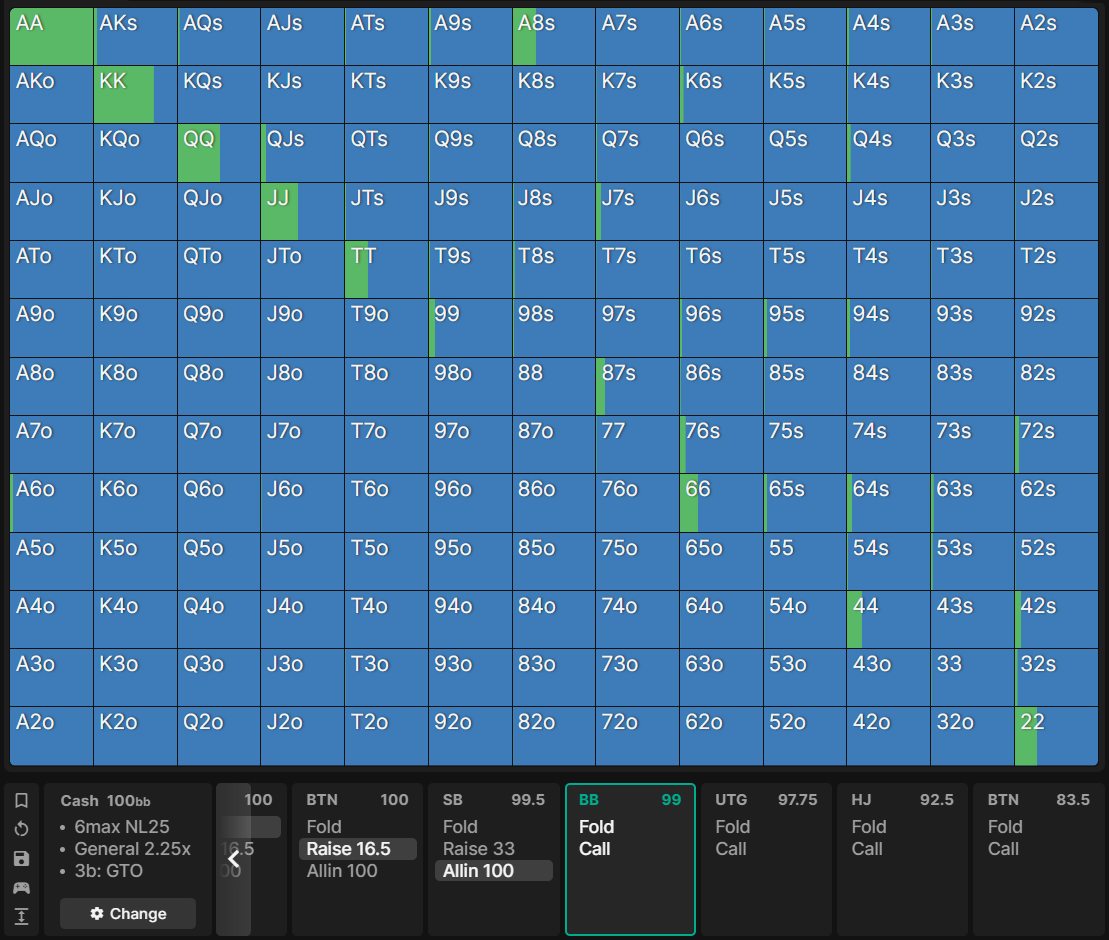 AA AKs AQs AJs ATs A9s A8s A7s A6s A5s A4s A3s A2s
AKo KK KQs KJs KTs K9s K8s K7s K6s K5s K4s K3s K2s
AQo KQo QQ QJs QTs Q9s Q8s Q7s Q6s Q5s Q4s Q3s Q2s
AJo KJo QJo JJ JTs J9s J8s J7s J6s J5s J4s J3s J2s
ATo KTo QTo JTo TT T9s T8s T7s T6s T5s T4s T3s T2s
A9o K9o Q9o J9o T9o 99 98s 97s 96s 95s 94s 93s 92s
A8o K8o Q8o J8o T8o 98o 88 87s 86s 85s 84s 83s 82s
A7o K7o Q7o J7o T7o 97o 87o 77 76s 75s 74s 73s 72s
A6o K6o Q6o J6o T6o 96o 86o 76o 66 65s 64s 63s 62s
A5o K5o Q5o J5o T5o 95o 85o 75o 65o 55 54s 53s 52s
A4o K4o Q4o J4o T4o 94o 84o 74o 64o 54o 44 43s 42s
A3o K3o Q3o J3o T3o 93o 83o 73o 63o 53o 43o 33 32s
A2o K2o Q2o J2o T2o 92o 82o 72o 62o 52o 42o 32o 22
Cash 100bb
• 6max NL25
• General 2.25x
• 3b: GTO
Change
100
BTN 100
Fold
Raise 16.5
Allin 100
SB 99.5
Fold
Raise 33
Allin 100
BB 99
Fold
Call
UTG 97.75
Fold
Call
HJ 92.5
Fold
Call
BTN 83.5
Fold
Call